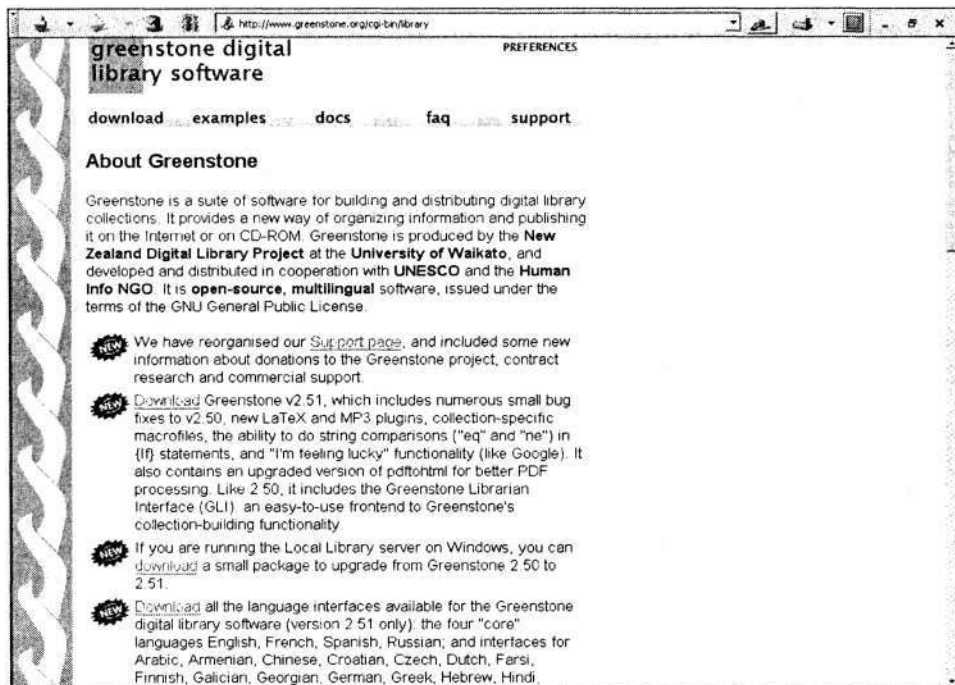 http://www.greenstone.org/cgi-bin/library
greenstone digital
library software
PREFERENCES
download examples docs faq support
About Greenstone
Greenstone is a suite of software for building and distributing digital library
collections. It provides a new way of organizing information and publishing
it on the Internet or on CD-ROM. Greenstone is produced by the New
Zealand Digital Library Project at the University of Waikato, and
developed and distributed in cooperation with UNESCO and the Human
Info NGO. It is open-source, multilingual software, issued under the
terms of the GNU General Public License.
NEW We have reorganised our Support page, and included some new
information about donations to the Greenstone project, contract
research and commercial support.
NEW Download Greenstone v2.51, which includes numerous small bug
fixes to v2.50, new LaTeX and MP3 plugins, collection-specific
macrofiles, the ability to do string comparisons ("eq" and "ne") in
{If} statements, and "I'm feeling lucky" functionality (like Google). It
also contains an upgraded version of pdftohtml for better PDF
processing. Like 2.50, it includes the Greenstone Librarian
Interface (GLI) an easy-to-use frontend to Greenstone's
collection-building functionality
NEW If you are running the Local Library server on Windows, you can
download a small package to upgrade from Greenstone 2.50 to
2.51.
NEW Download all the language interfaces available for the Greenstone
digital library software (version 2.51 only): the four "core"
languages English, French, Spanish, Russian; and interfaces for
Arabic, Armenian, Chinese, Croatian, Czech, Dutch, Farsi,
Finnish, Galician, Georgian, German, Greek, Hebrew, Hindi,